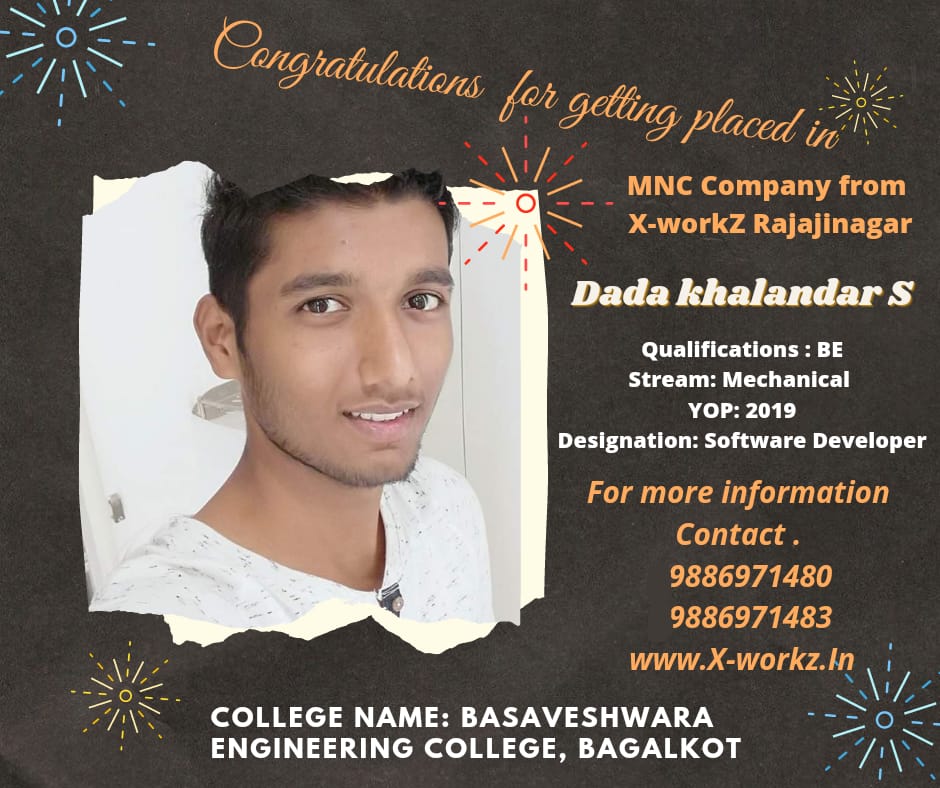 Congratulations for getting placed in
MNC Company from
X-workZ Rajajinagar
Dada khalandar S
Qualifications : BE
Stream: Mechanical
YOP: 2019
Designation: Software Developer
For more information
Contact .
9886971480
9886971483
www.X-workz.In
COLLEGE NAME: BASAVESHWARA
ENGINEERING COLLEGE, BAGALKOT